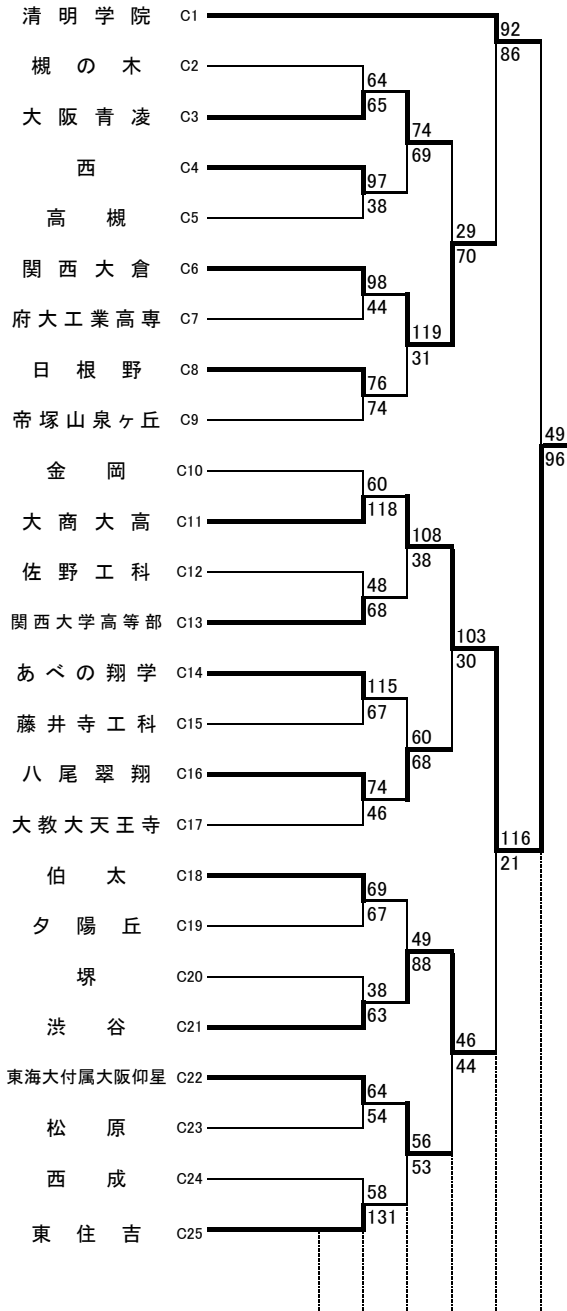 清明学院 C1
92
86
槻の木 C2
64
65
大阪青凌 C3
74
69
西 C4
97
38
高槻 C5
29
70
関西大倉 C6
98
44
府大工業高専 C7
119
31
日根野 C8
76
74
帝塚山泉ヶ丘 C9
49
96
金岡 C10
60
118
大商大高 C11
108
38
佐野工科 C12
48
68
関西大学高等部 C13
103
30
あべの翔学 C14
115
67
藤井寺工科 C15
60
68
八尾翠翔 C16
74
46
大教大天王寺 C17
116
21
伯太 C18
69
67
夕陽丘 C19
49
88
堺 C20
38
63
渋谷 C21
46
44
東海大付属大阪仰星 C22
64
54
松原 C23
56
53
西成 C24
58
131
東住吉 C25